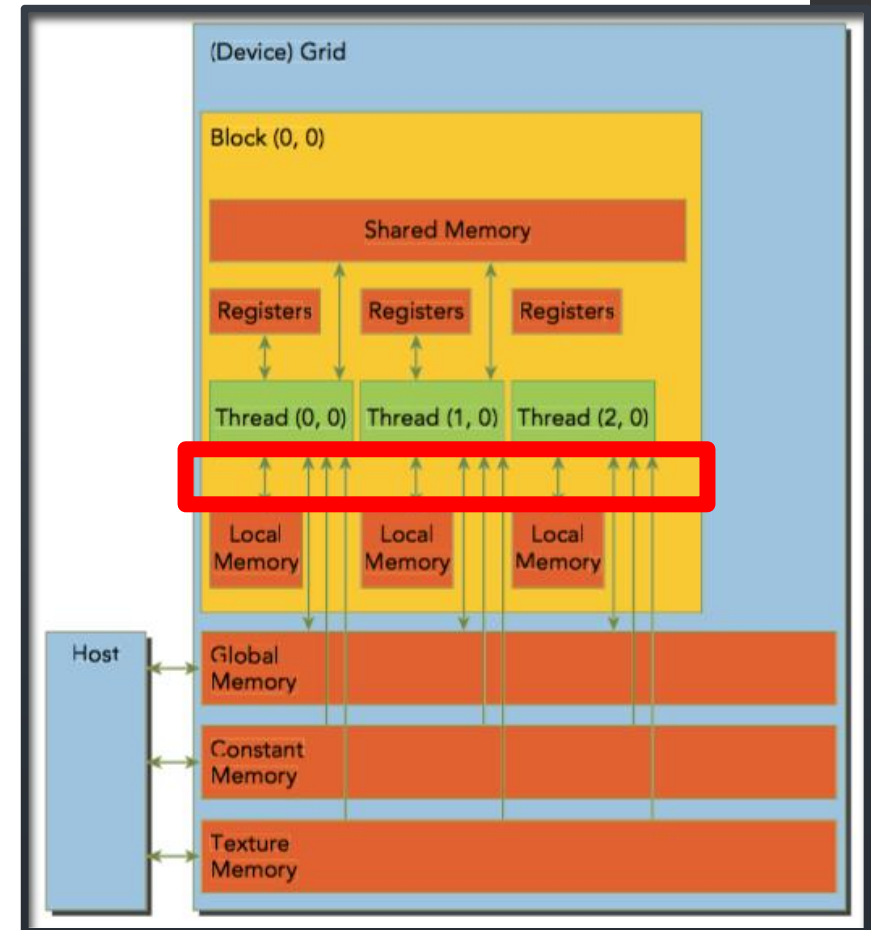 (Device) Grid
Block (0, 0)
Shared Memory
Registers Registers Registers
Thread (0, 0) Thread (1, 0) Thread (2, 0)
Local Local Local
Memory Memory Memory
Host
Global
Memory
Constant
Memory
Texture
Memory